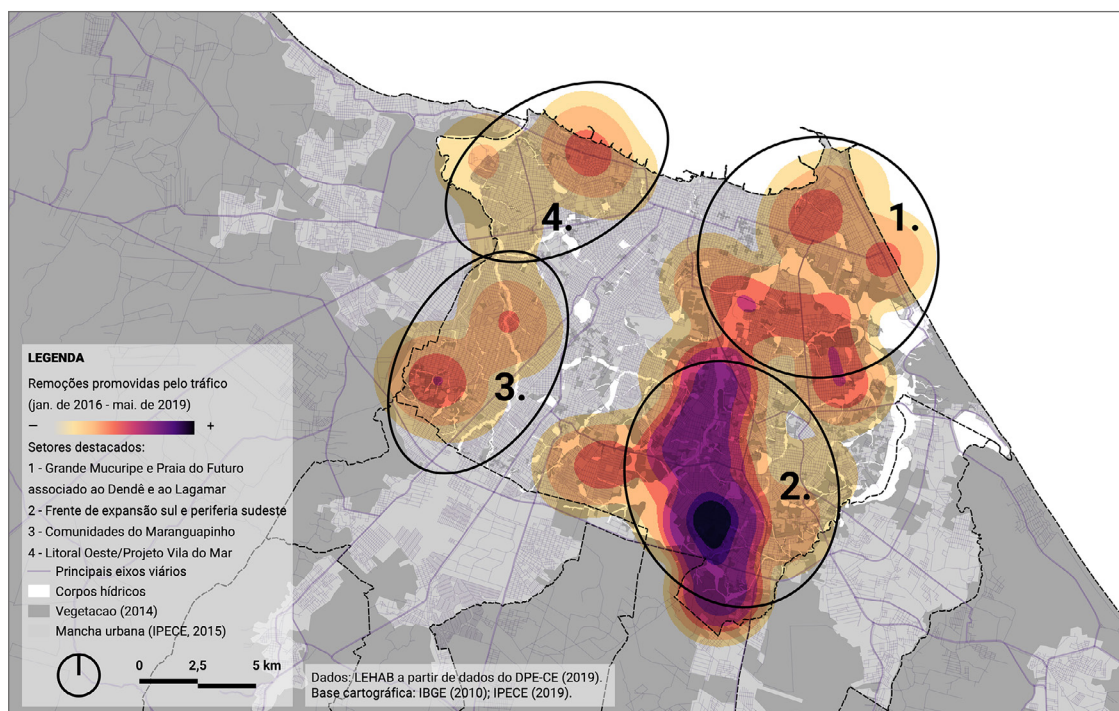 4.
1.
3.
2.
LEGENDA
Remoções promovidas pelo tráfico
(jan. de 2016 - mai. de 2019)
– +
Setores destacados:
1 - Grande Mucuripe e Praia do Futuro
associado ao Dendê e ao Lagamar
2 - Frente de expansão sul e periferia sudeste
3 - Comunidades do Maranguapinho
4 - Litoral Oeste/Projeto Vila do Mar
Principais eixos viários
Corpos hídricos
Vegetacao (2014)
Mancha urbana (IPECE, 2015)
0 2,5 5 km
Dados: LEHAB a partir de dados do DPE-CE (2019).
Base cartográfica: IBGE (2010); IPECE (2019).